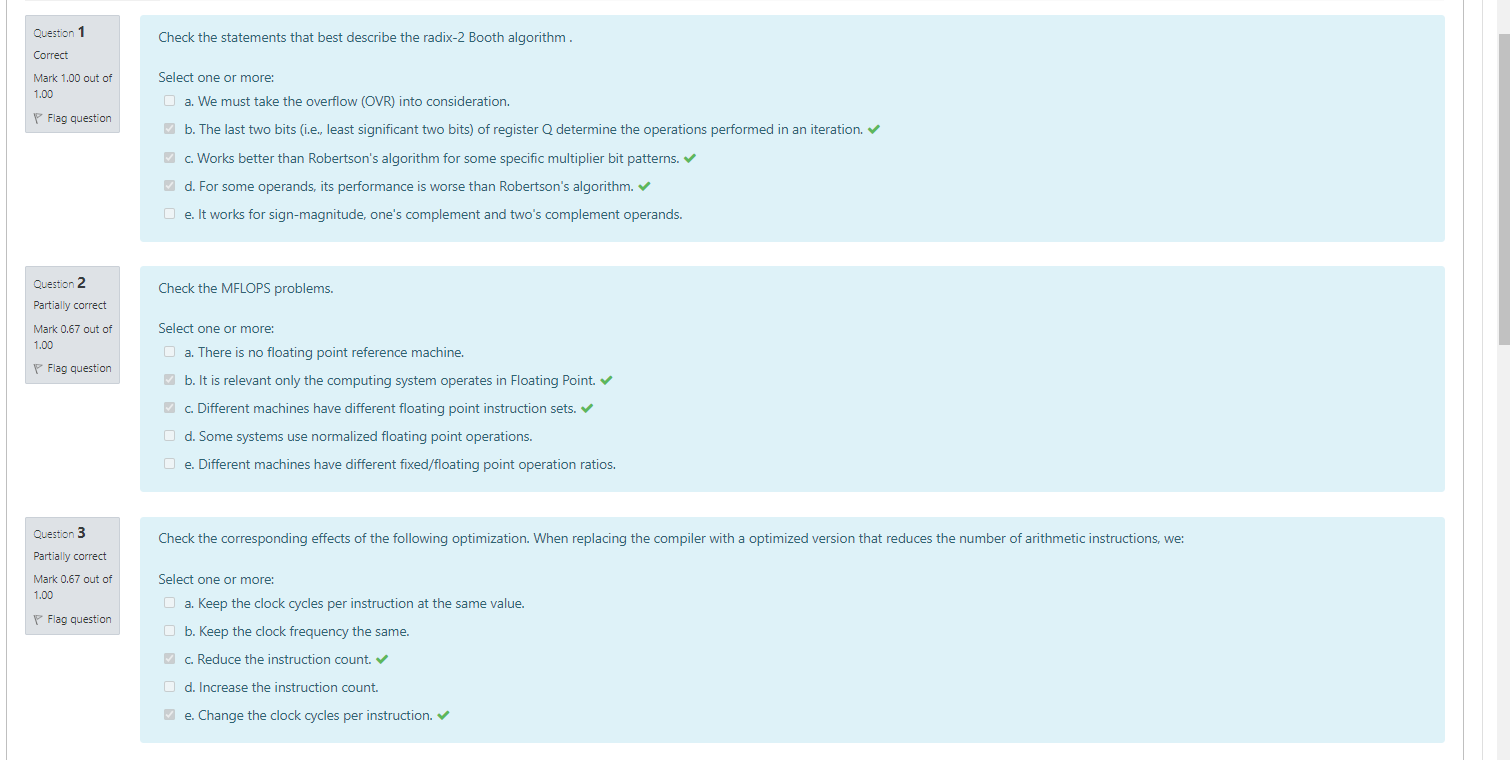 Question 1
Correct
Mark 1.00 out of
1.00
Flag question
Check the statements that best describe the radix-2 Booth algorithm .
Select one or more:
a. We must take the overflow (OVR) into consideration.
b. The last two bits (i.e., least significant two bits) of register Q determine the operations performed in an iteration.
c. Works better than Robertson's algorithm for some specific multiplier bit patterns.
d. For some operands, its performance is worse than Robertson's algorithm.
e. It works for sign-magnitude, one's complement and two's complement operands.
Question 2
Partially correct
Mark 0.67 out of
1.00
Flag question
Check the MFLOPS problems.
Select one or more:
a. There is no floating point reference machine.
b. It is relevant only the computing system operates in Floating Point.
c. Different machines have different floating point instruction sets.
d. Some systems use normalized floating point operations.
e. Different machines have different fixed/floating point operation ratios.
Question 3
Partially correct
Mark 0.67 out of
1.00
Flag question
Check the corresponding effects of the following optimization. When replacing the compiler with a optimized version that reduces the number of arithmetic instructions, we:
Select one or more:
a. Keep the clock cycles per instruction at the same value.
b. Keep the clock frequency the same.
c. Reduce the instruction count.
d. Increase the instruction count.
e. Change the clock cycles per instruction.